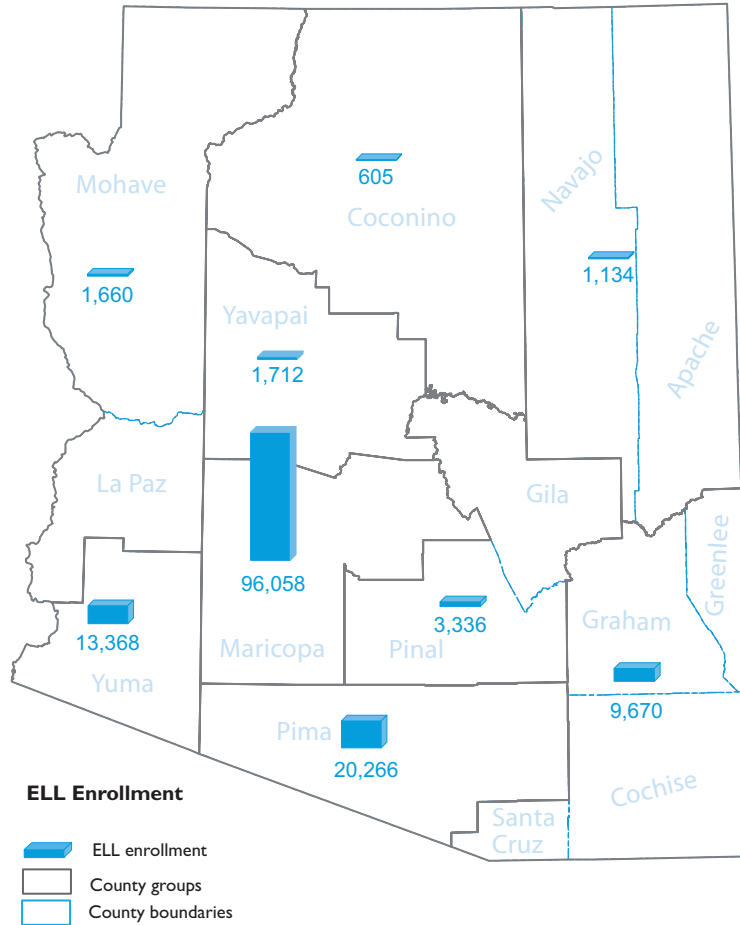 Mohave
1,660
605
Coconino
Navajo
1,134
Apache
Yavapai
1,712
La Paz
96,058
Maricopa
Gila
3,336
Pinal
13,368
Yuma
Graham
Greenlee
9,670
Pima
20,266
Cochise
Santa
Cruz
ELL Enrollment
ELL enrollment
County groups
County boundaries